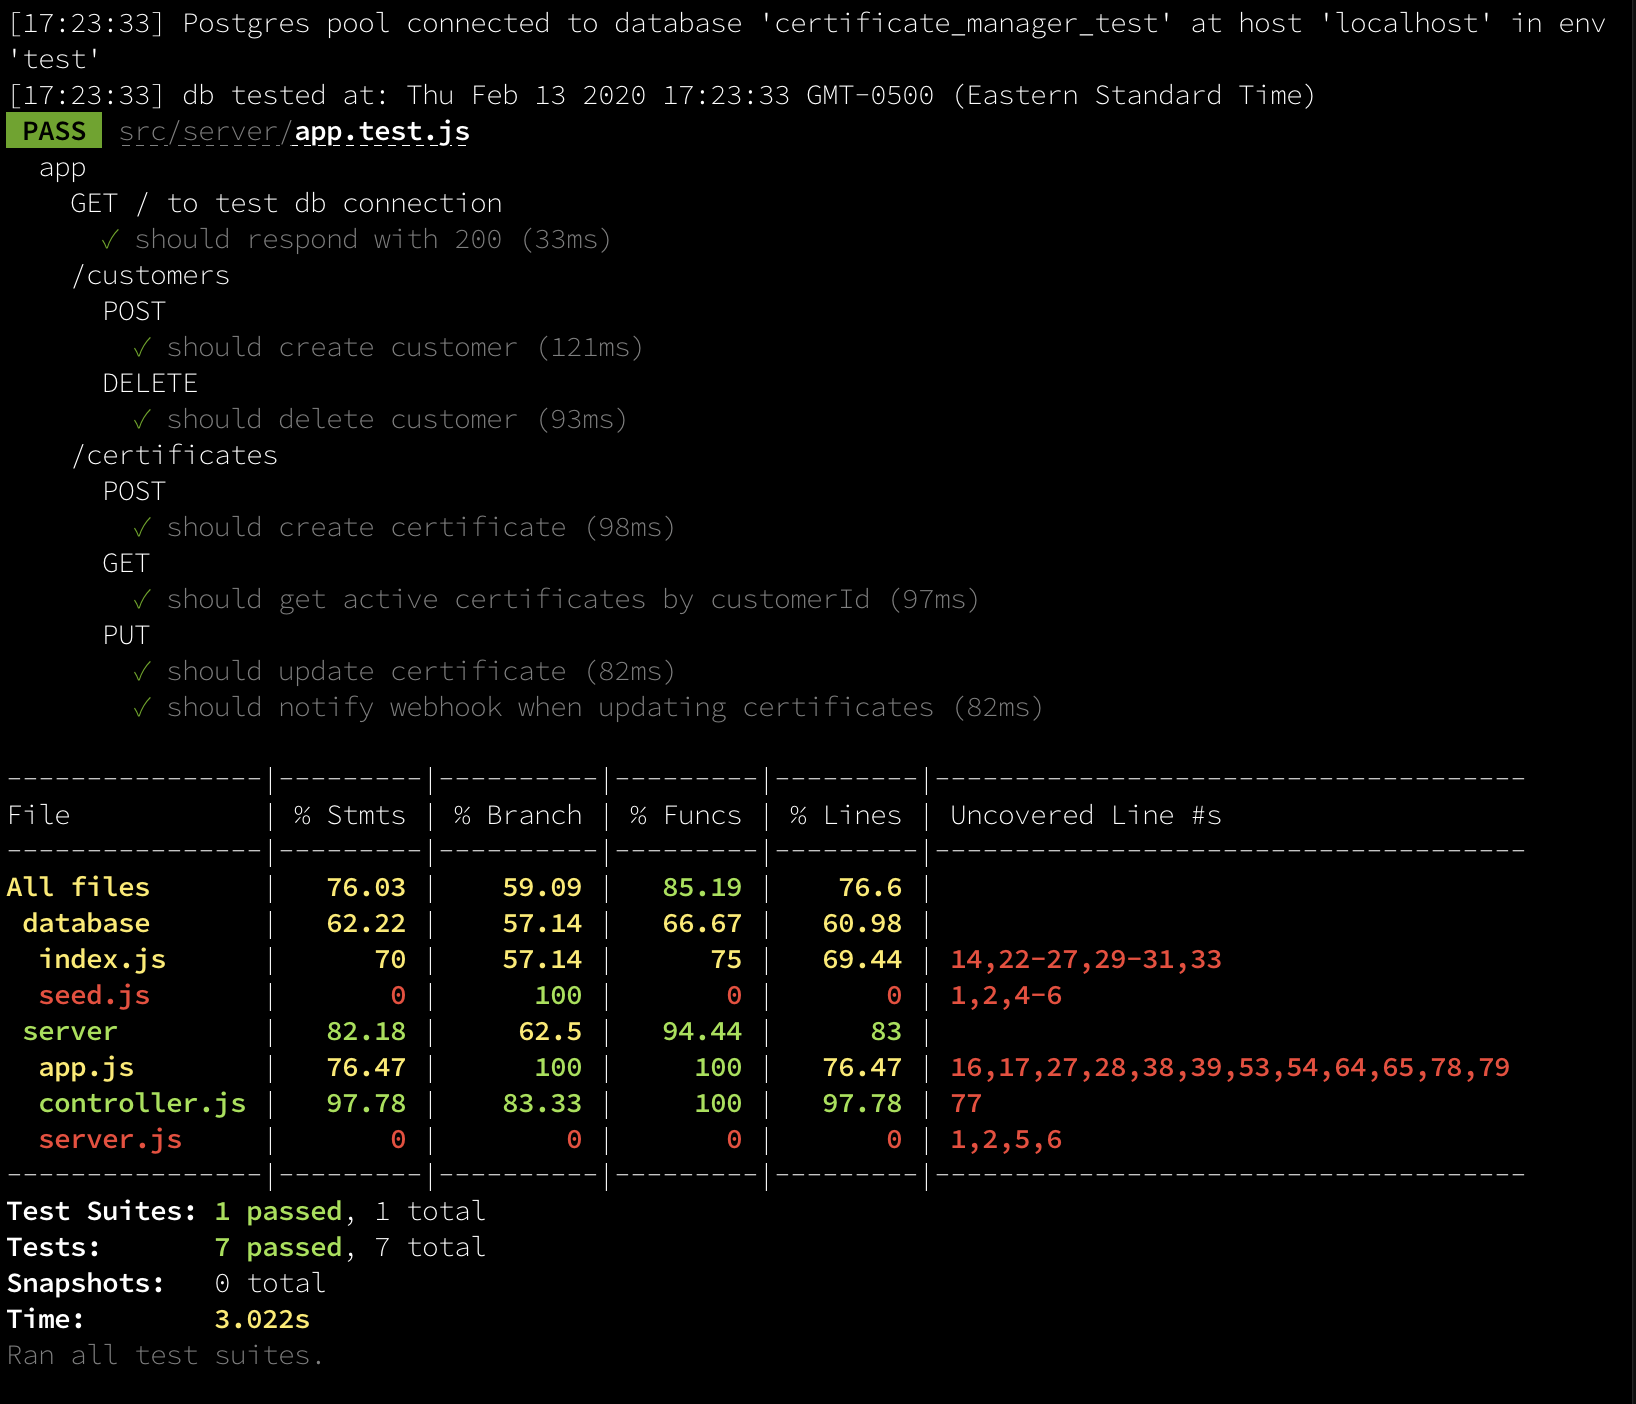 [17:23:33] Postgres pool connected to database 'certificate_manager_test' at host 'localhost' in env
'test'
[17:23:33] db tested at: Thu Feb 13 2020 17:23:33 GMT-0500 (Eastern Standard Time)
PASS src/server/app.test.js
app
GET / to test db connection
✓ should respond with 200 (33ms)
/customers
POST
✓ should create customer (121ms)
DELETE
✓ should delete customer (93ms)
/certificates
POST
✓ should create certificate (98ms)
GET
✓ should get active certificates by customerId (97ms)
PUT
✓ should update certificate (82ms)
✓ should notify webhook when updating certificates (82ms)
----------------|---------|----------|---------|---------|-------------------------------------
File | % Stmts | % Branch | % Funcs | % Lines | Uncovered Line #s
----------------|---------|----------|---------|---------|-------------------------------------
All files | 76.03 | 59.09 | 85.19 | 76.6 |
database | 62.22 | 57.14 | 66.67 | 60.98 |
index.js | 70 | 57.14 | 75 | 69.44 | 14,22-27,29-31,33
seed.js | 0 | 100 | 0 | 0 | 1,2,4-6
server | 82.18 | 62.5 | 94.44 | 83 |
app.js | 76.47 | 100 | 100 | 76.47 | 16,17,27,28,38,39,53,54,64,65,78,79
controller.js | 97.78 | 83.33 | 100 | 97.78 | 77
server.js | 0 | 0 | 0 | 0 | 1,2,5,6
----------------|---------|----------|---------|---------|-------------------------------------
Test Suites: 1 passed, 1 total
Tests: 7 passed, 7 total
Snapshots: 0 total
Time: 3.022s
Ran all test suites.